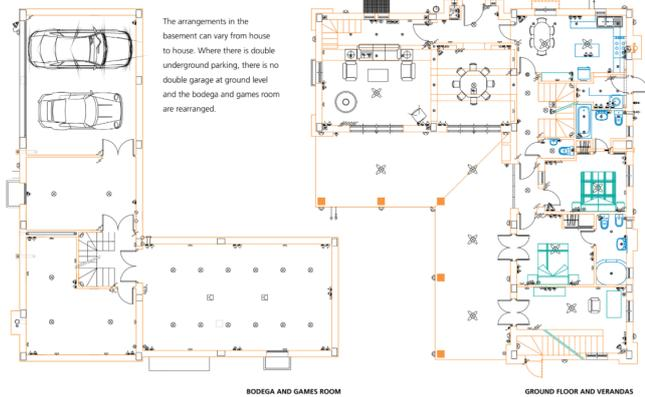 The arrangements in the
basement can vary from house
to house. Where there is double
underground parking, there is no
double garage at ground level
and the bodega and games room
are rearranged.
BODEGA AND GAMES ROOM
GROUND FLOOR AND VERANDAS